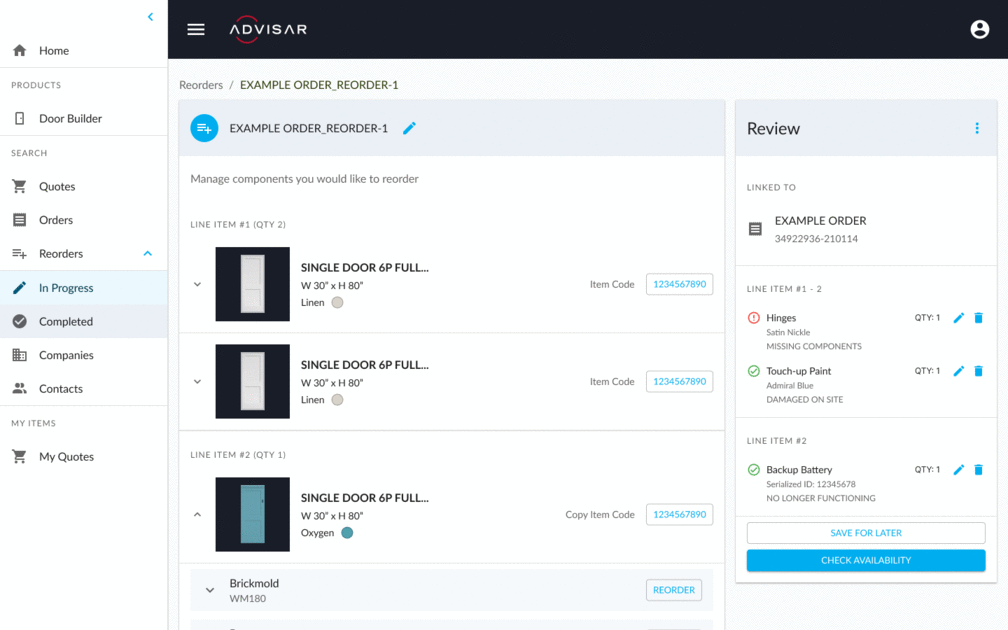 ADVISAR
Home
PRODUCTS
Door Builder
SEARCH
Quotes
Orders
Reorders
In Progress
Completed
Companies
Contacts
MY ITEMS
My Quotes
Reorders / EXAMPLE ORDER_REORDER-1
EXAMPLE ORDER_REORDER-1
Manage components you would like to reorder
LINE ITEM #1 (QTY 2)
SINGLE DOOR 6P FULL...
W 30” x H 80”
Linen
Item Code 1234567890
SINGLE DOOR 6P FULL...
W 30” x H 80”
Linen
Item Code 1234567890
LINE ITEM #2 (QTY 1)
SINGLE DOOR 6P FULL...
W 30” x H 80”
Oxygen
Copy Item Code 1234567890
Brickmold
WM180
REORDER
Review
LINKED TO
EXAMPLE ORDER
34922936-210114
LINE ITEM #1 - 2
Hinges QTY: 1
Satin Nickle
MISSING COMPONENTS
Touch-up Paint QTY: 1
Admiral Blue
DAMAGED ON SITE
LINE ITEM #2
Backup Battery QTY: 1
Serialized ID: 12345678
NO LONGER FUNCTIONING
SAVE FOR LATER
CHECK AVAILABILITY